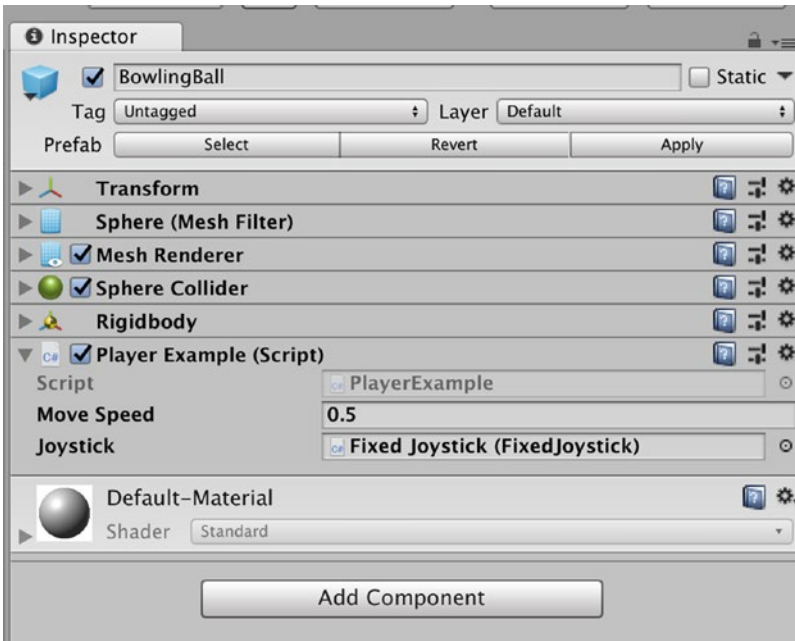 Inspector
BowlingBall Static
Tag Untagged Layer Default
Prefab Select Revert Apply
Transform
Sphere (Mesh Filter)
Mesh Renderer
Sphere Collider
Rigidbody
C# Player Example (Script)
Script C# PlayerExample
Move Speed 0.5
Joystick C# Fixed Joystick (FixedJoystick)
Default-Material
Shader Standard
Add Component